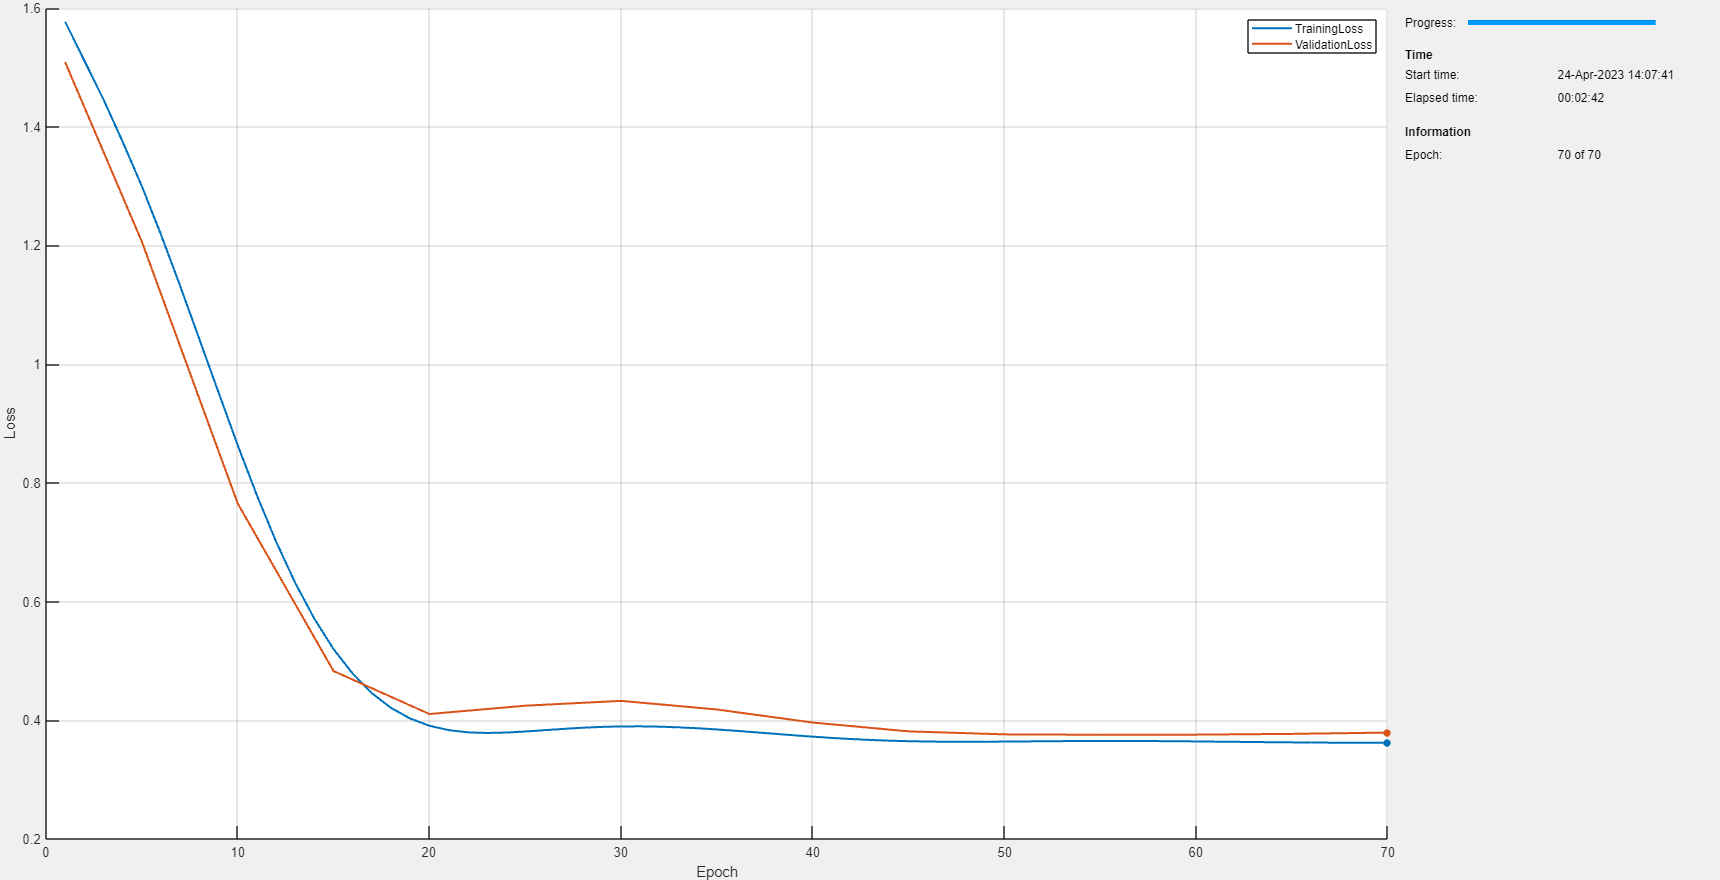 1.6
1.4
1.2
1
0.8
0.6
0.4
0.2
Loss
0
10
20
30
40
50
60
70
Epoch
TrainingLoss
ValidationLoss
Progress:
Time
Start time: 24-Apr-2023 14:07:41
Elapsed time: 00:02:42
Information
Epoch: 70 of 70